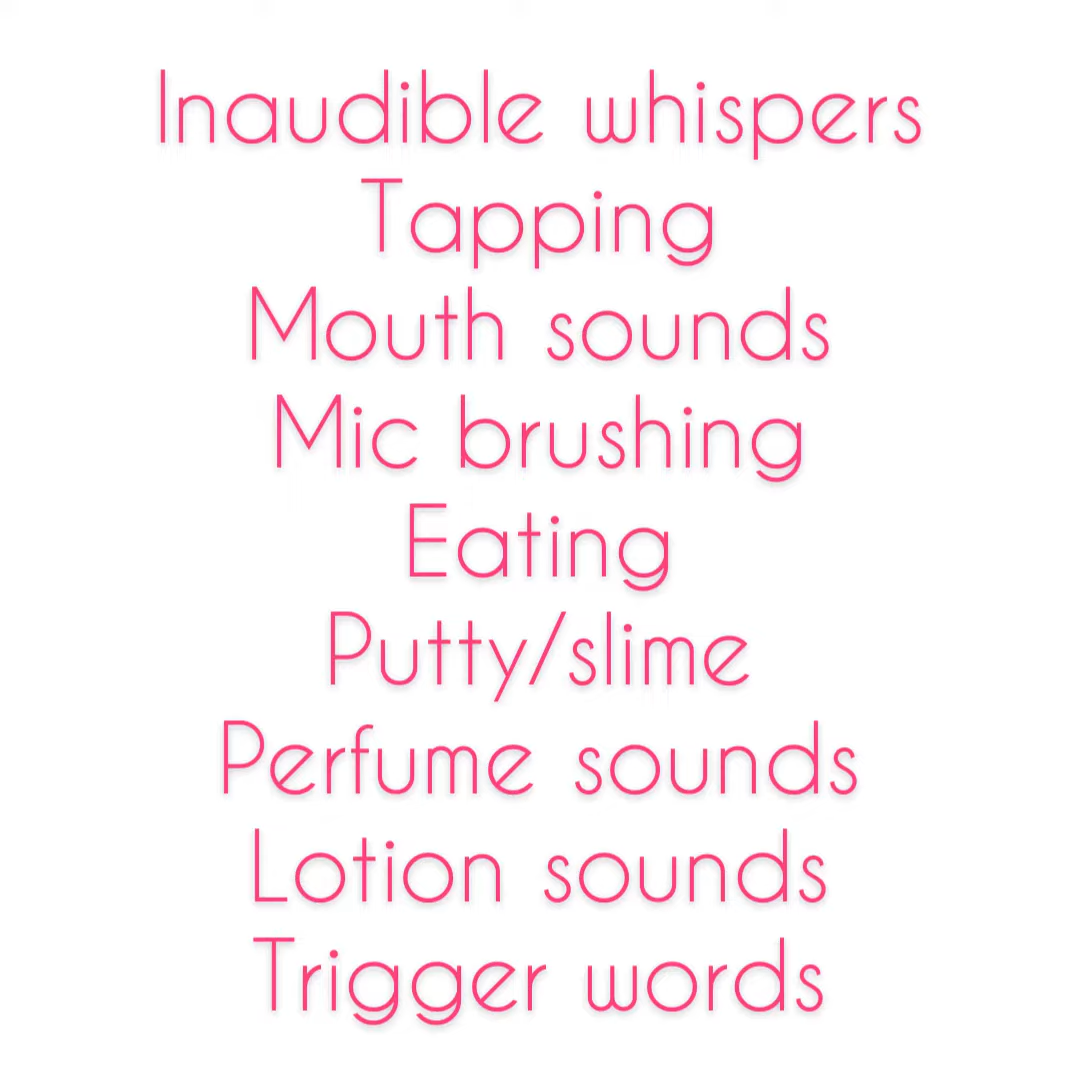 Inaudible whispers
Tapping
Mouth sounds
Mic brushing
Eating
Putty/slime
Perfume sounds
Lotion sounds
Trigger words